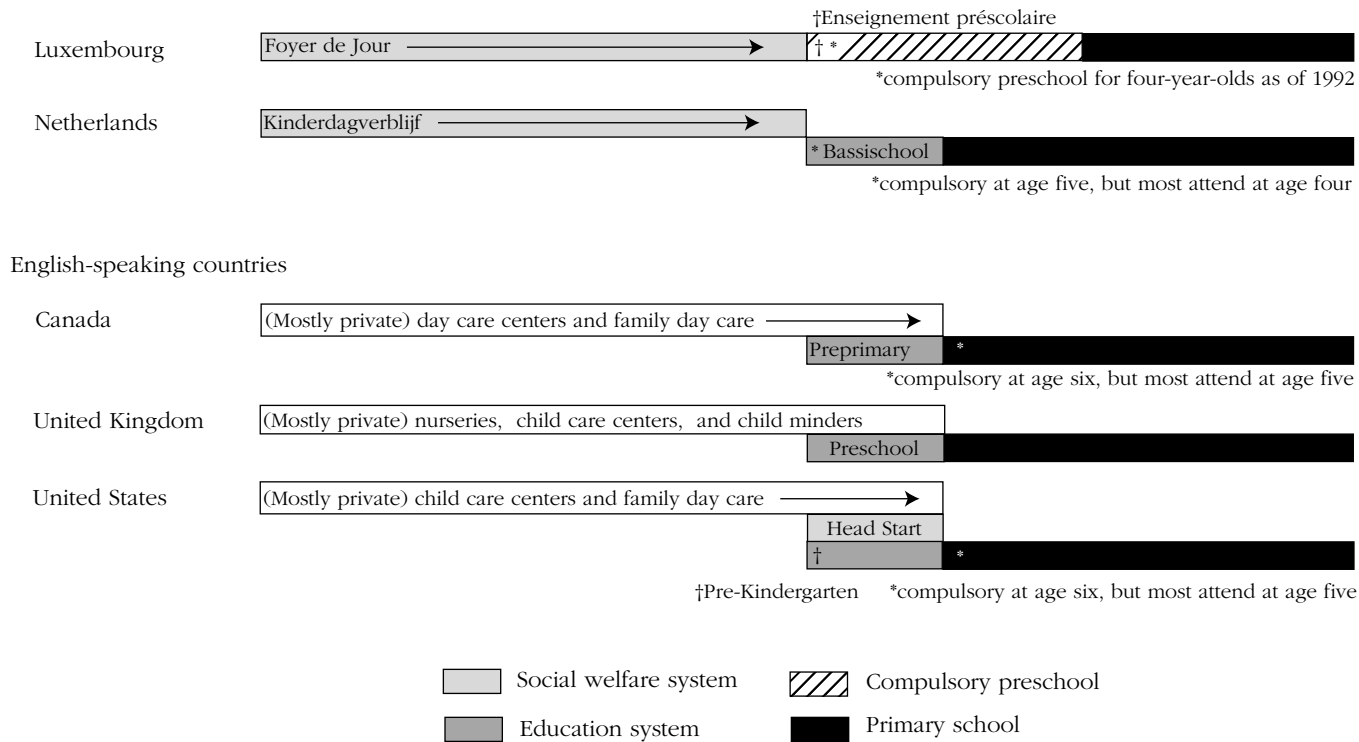 †Enseignement préscolaire
Luxembourg
Foyer de Jour
† *
*compulsory preschool for four-year-olds as of 1992
Netherlands
Kinderdagverblijf
* Bassischool
*compulsory at age five, but most attend at age four
English-speaking countries
Canada
(Mostly private) day care centers and family day care
Preprimary
*
*compulsory at age six, but most attend at age five
United Kingdom
(Mostly private) nurseries, child care centers, and child minders
Preschool
United States
(Mostly private) child care centers and family day care
Head Start
†
*
†Pre-Kindergarten *compulsory at age six, but most attend at age five
Social welfare system
Compulsory preschool
Education system
Primary school